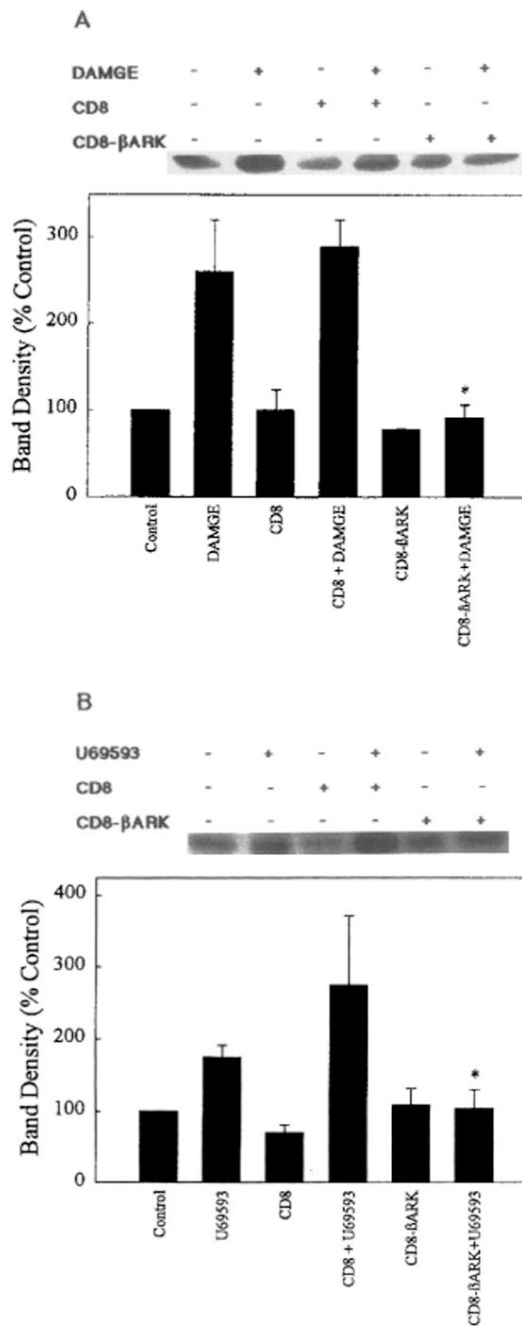 A
DAMGE - + - + - +
CD8 - - + + - -
CD8-βARK - - - - + +
Band Density (% Control)
300
200
100
0
*
Control
DAMGE
CD8
CD8 + DAMGE
CD8-βARK
CD8-βARK+DAMGE
B
U69593 - + - + - +
CD8 - - + + - -
CD8-βARK - - - - + +
Band Density (% Control)
400
300
200
100
0
*
Control
U69593
CD8
CD8 + U69593
CD8-βARK
CD8-βARK+U69593